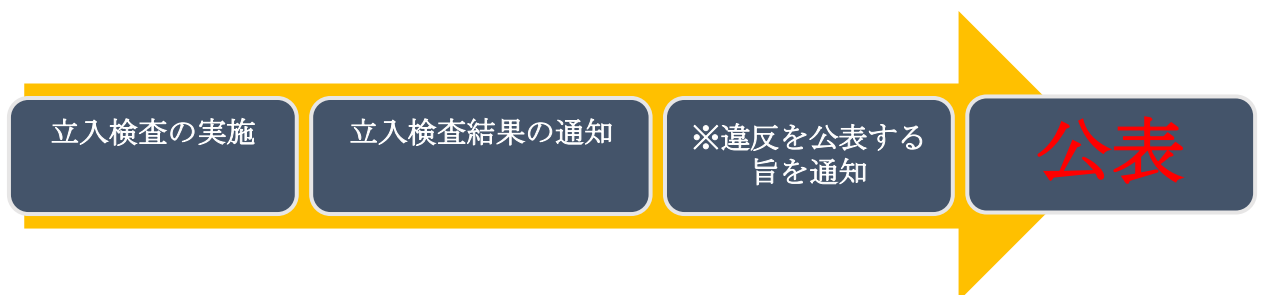 立入検査の実施
立入検査結果の通知
※違反を公表する
旨を通知
公表